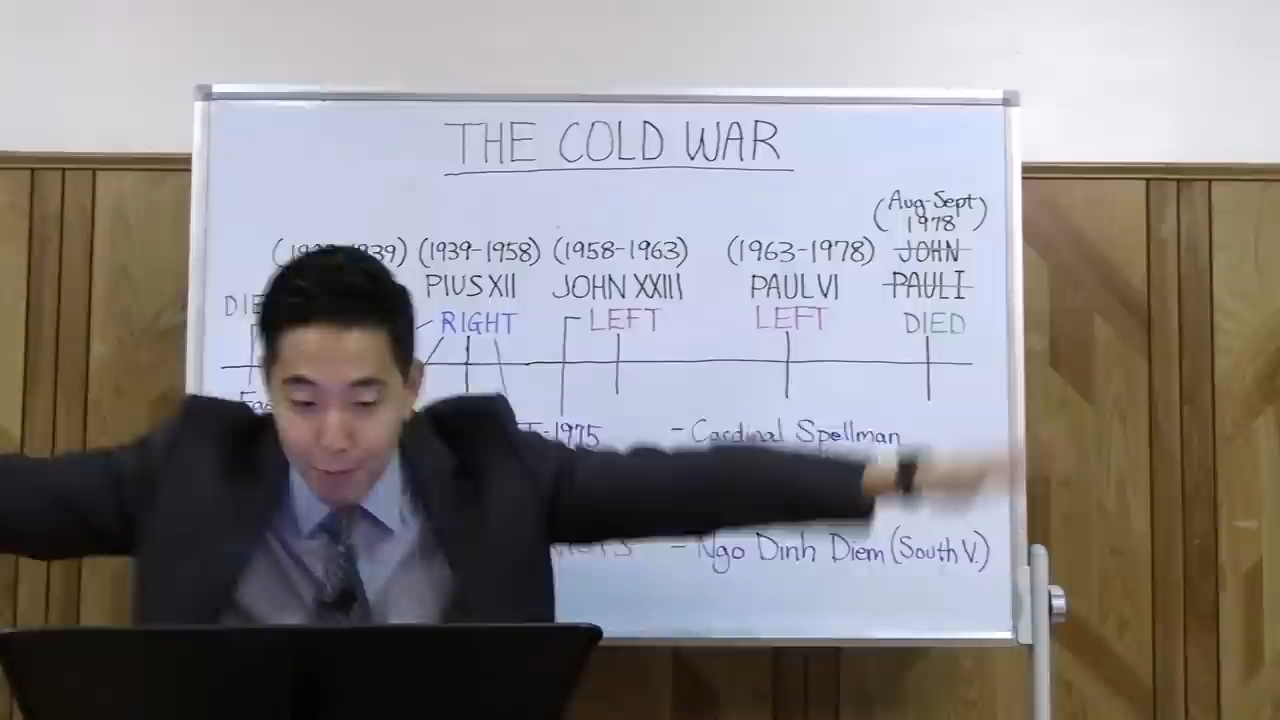 THE COLD WAR
(Aug-Sept)
1978
(1939-1958) (1958-1963) (1963-1978) JOHN
PIUS XII JOHN XXIII PAUL VI PAUL I
RIGHT LEFT LEFT DIED
-1975 - Cardinal Spellman
- Ngo Dinh Diem (South V.)